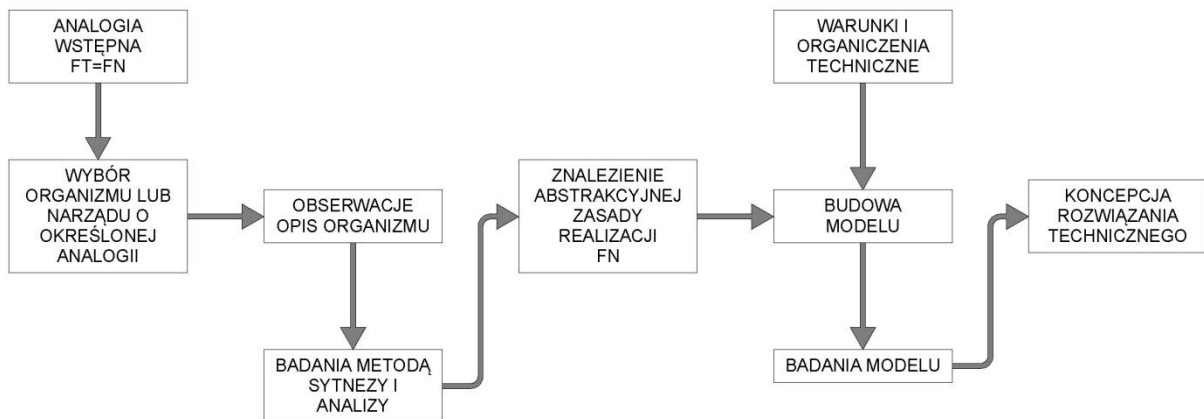 ANALOGIA
WSTĘPNA
FT=FN
WYBÓR
ORGANIZMU LUB
NARZĄDU O
OKREŚLONEJ
ANALOGII
OBSERWACJE
OPIS ORGANIZMU
BADANIA METODĄ
SYTNEZY I
ANALIZY
ZNALEZIENIE
ABSTRAKCYJNEJ
ZASADY
REALIZACJI
FN
WARUNKI I
ORGANICZENIA
TECHNICZNE
BUDOWA
MODELU
BADANIA MODELU
KONCEPCJA
ROZWIĄZANIA
TECHNICZNEGO